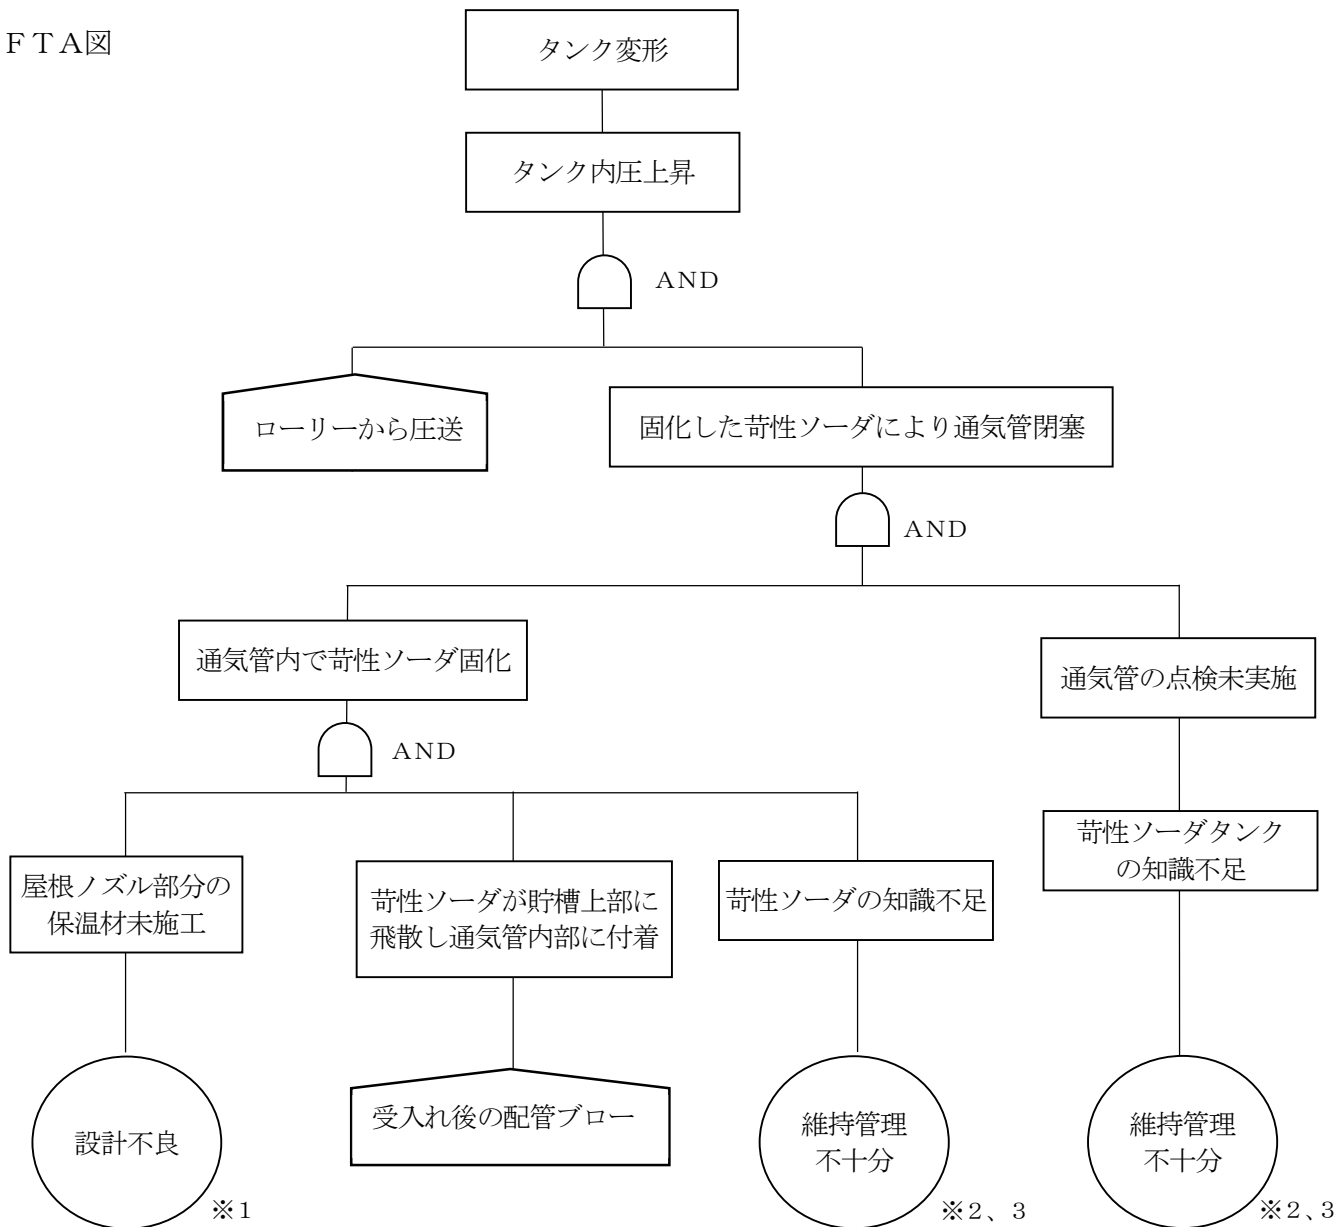 FTA図
タンク変形
タンク内圧上昇
AND
ローリーから圧送
固化した苛性ソーダにより通気管閉塞
AND
通気管内で苛性ソーダ固化
通気管の点検未実施
AND
屋根ノズル部分の
保温材未施工
苛性ソーダが貯槽上部に
飛散し通気管内部に付着
苛性ソーダの知識不足
苛性ソーダタンク
の知識不足
設計不良
※1
受入れ後の配管ブロー
維持管理
不十分
※2、3
維持管理
不十分
※2、3